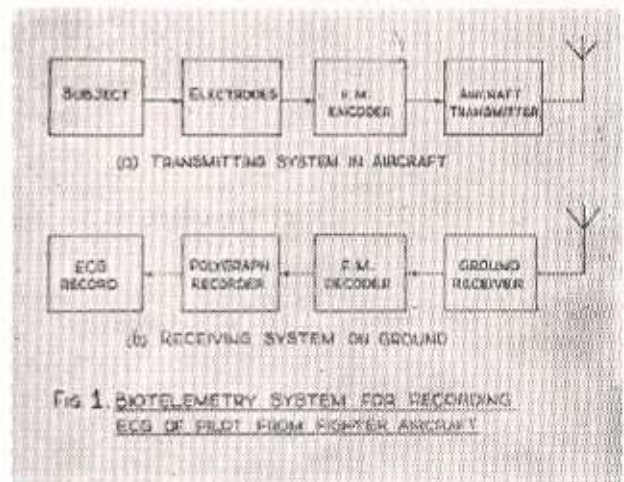 SUBJECT
ELECTRODES
F.M.
ENCODER
AIRCRAFT
TRANSMITTER
(a) TRANSMITTING SYSTEM IN AIRCRAFT
ECG
RECORD
POLYGRAPH
RECORDER
F.M.
DECODER
GROUND
RECEIVER
(b) RECEIVING SYSTEM ON GROUND
FIG 1. BIOTELEMETRY SYSTEM FOR RECORDING
ECG OF PILOT FROM FIGHTER AIRCRAFT